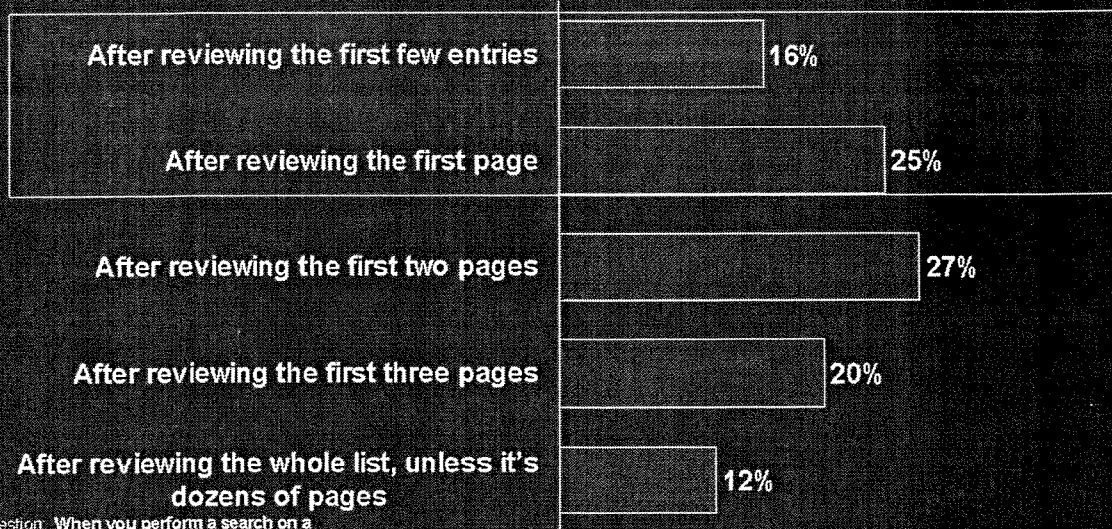 After reviewing the first few entries 16%
After reviewing the first page 25%
After reviewing the first two pages 27%
After reviewing the first three pages 20%
After reviewing the whole list, unless it's
dozens of pages 12%
When you perform a search on a